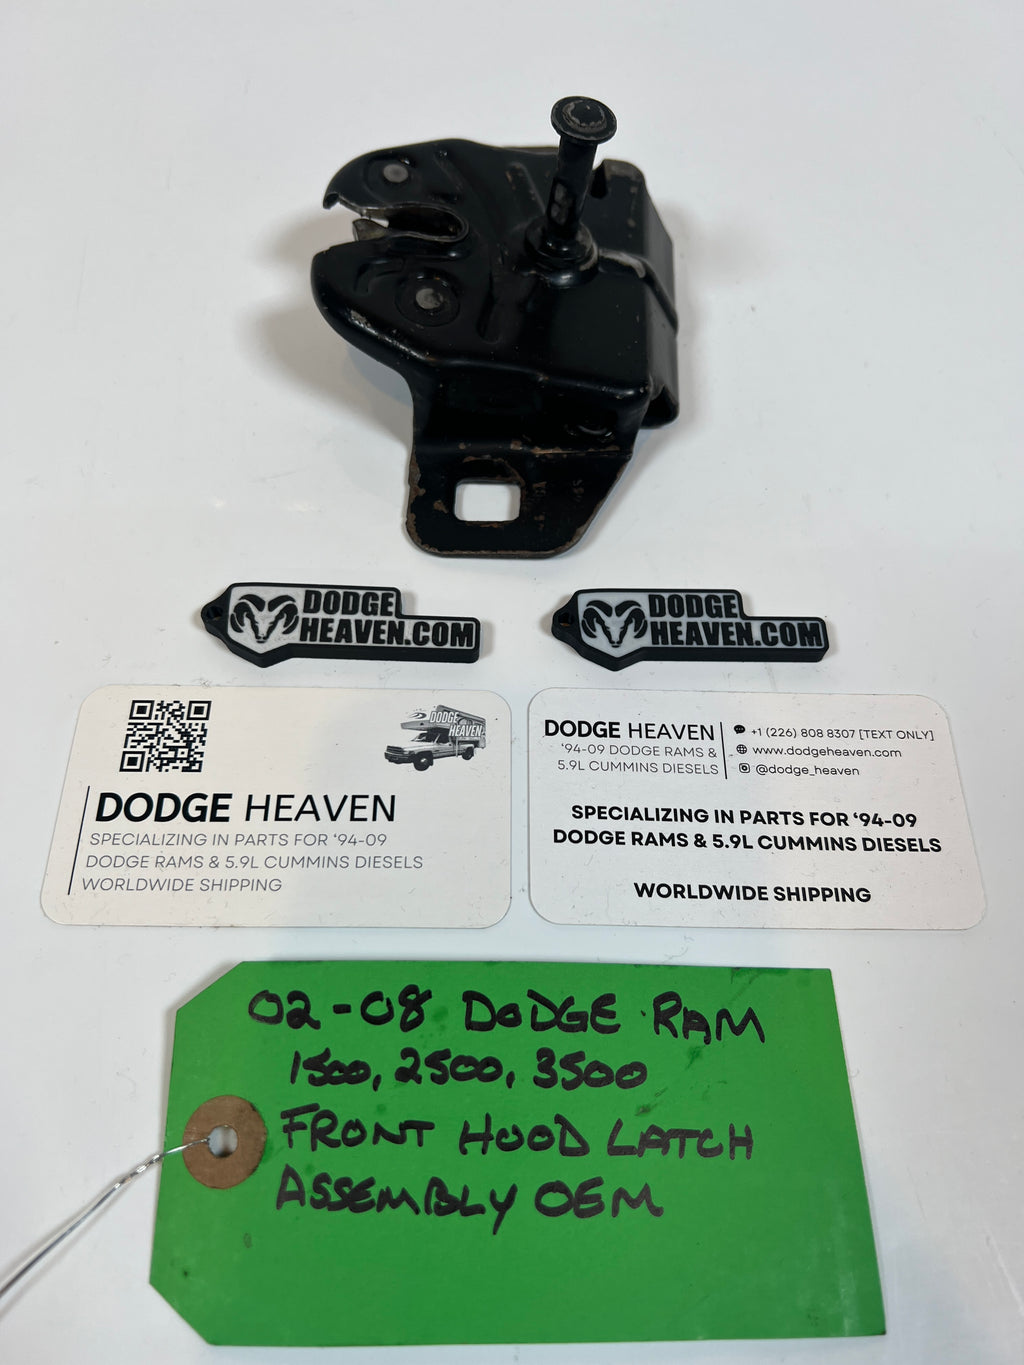 DODGE
HEAVEN.COM
DODGE
HEAVEN.COM
DODGE
HEAVEN
DODGE HEAVEN
SPECIALIZING IN PARTS FOR ‘94-09
DODGE RAMS & 5.9L CUMMINS DIESELS
WORLDWIDE SHIPPING
DODGE HEAVEN
‘94-09 DODGE RAMS &
5.9L CUMMINS DIESELS
+1 (226) 808 8307 [TEXT ONLY]
www.dodgeheaven.com
@dodge_heaven
SPECIALIZING IN PARTS FOR ‘94-09
DODGE RAMS & 5.9L CUMMINS DIESELS
WORLDWIDE SHIPPING
02-08 DODGE RAM
1500, 2500, 3500
FRONT HOOD LATCH
ASSEMBLY OEM